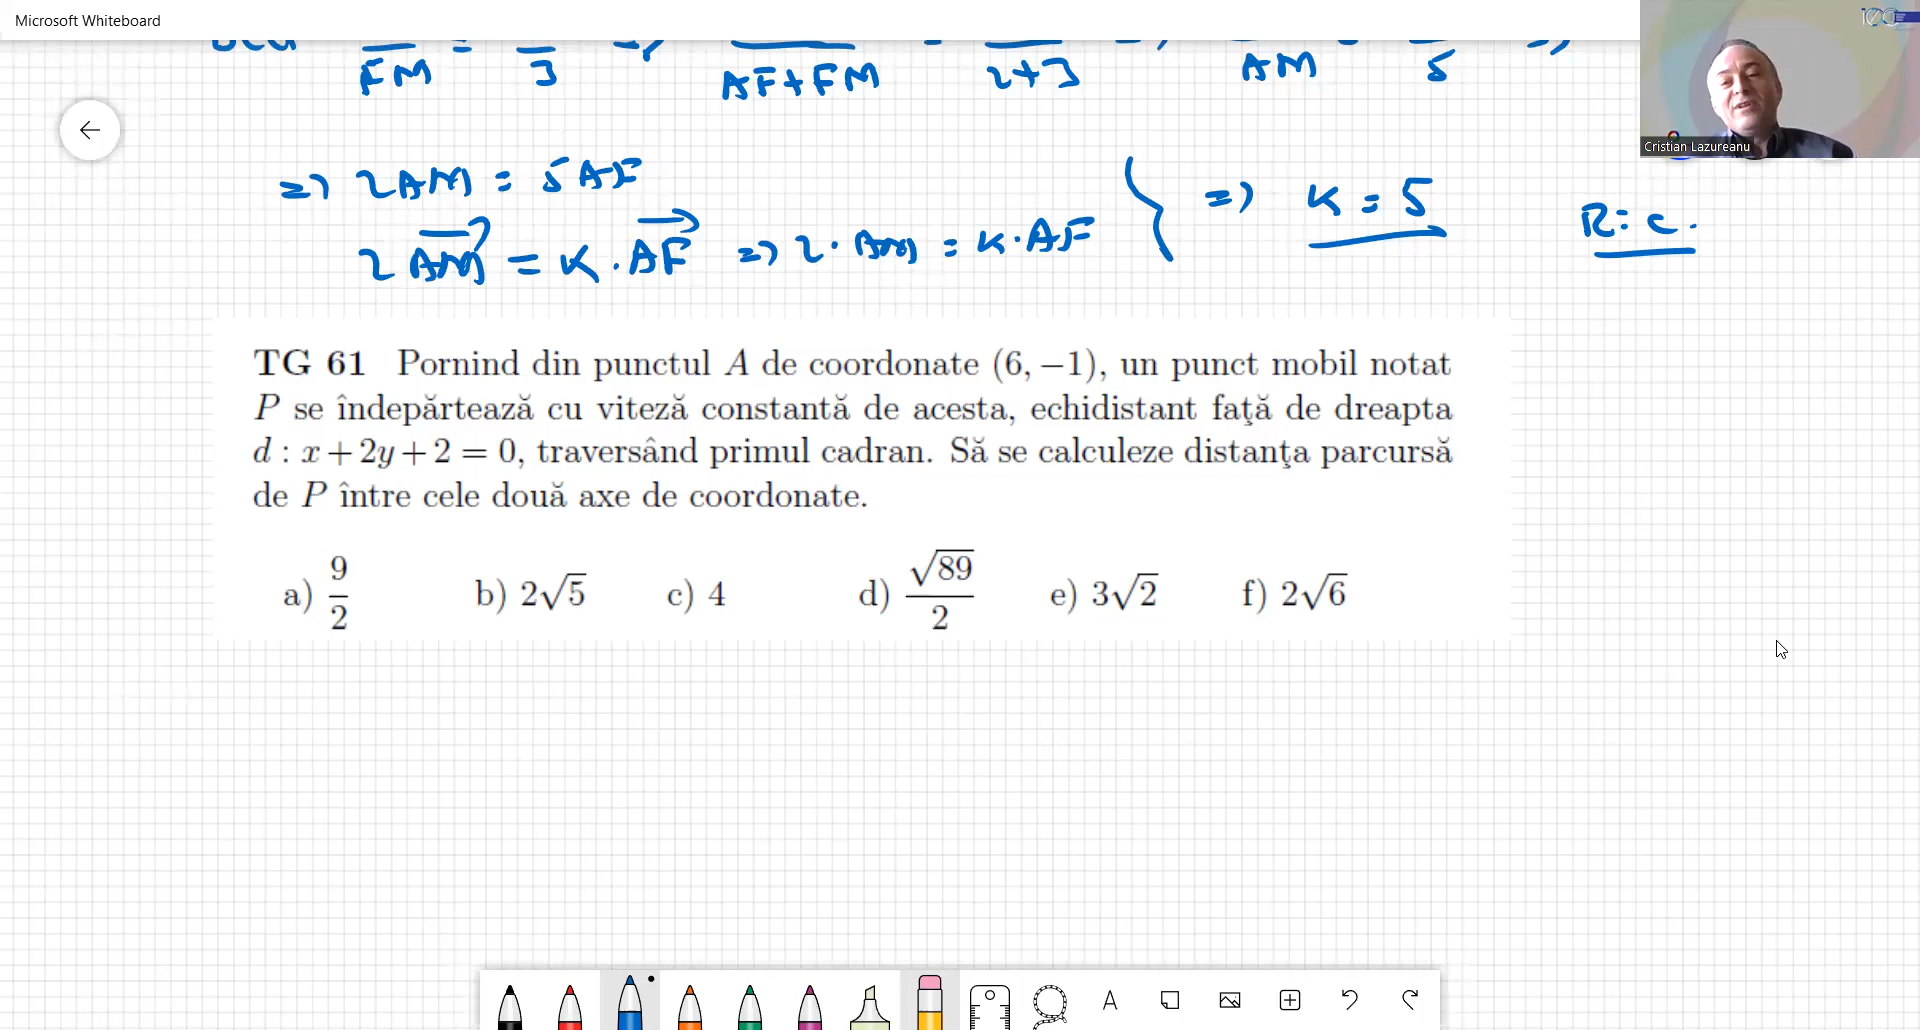 Microsoft Whiteboard
FM = 3 => AF+FM = 2+3 => AM = 5 =>
=> 2AM = 5AF
2AM = K.AF => 2.AM = K.AF
=> K = 5
R: c.
Cristian Lazureanu
TG 61 Pornind din punctul A de coordonate (6, −1), un punct mobil notat
P se îndepărtează cu viteză constantă de acesta, echidistant faţă de dreapta
d : x + 2y + 2 = 0, traversând primul cadran. Să se calculeze distanţa parcursă
de P între cele două axe de coordonate.
a) 9/2 b) 2√5 c) 4 d) √89/2 e) 3√2 f) 2√6